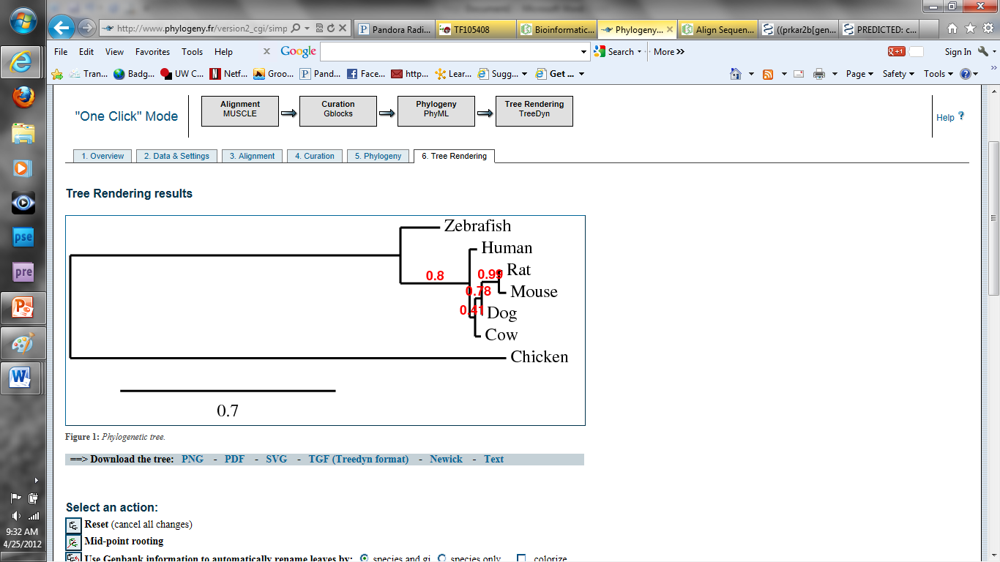 Document2 - Microsoft Word
http://www.phylogeny.fr/version2_cgi/simp
Pandora Radi...
TF105408
Bioinformatic...
Phylogeny...
Align Sequen...
((prkar2b[gen...
PREDICTED: c...
File Edit View Favorites Tools Help
x Google
Search
More »
+1
Sign In
Tran... Badg... UW C... Netf... Groo... Pand... Face... http... Lear... Sugg... Get ...
Page Safety Tools
"One Click" Mode
Alignment
MUSCLE
Curation
Gblocks
Phylogeny
PhyML
Tree Rendering
TreeDyn
Help ?
1. Overview
2. Data & Settings
3. Alignment
4. Curation
5. Phylogeny
6. Tree Rendering
Tree Rendering results
Zebrafish
Human
Rat
Mouse
Dog
Cow
Chicken
0.8
0.99
0.78
0.41
0.7
Figure 1: Phylogenetic tree.
==> Download the tree: PNG - PDF - SVG - TGF (Treedyn format) - Newick - Text
Select an action:
Reset (cancel all changes)
Mid-point rooting
Use Genbank information to automatically rename leaves by: species and gi species only colorize
pse
pre
9:32 AM
4/25/2012